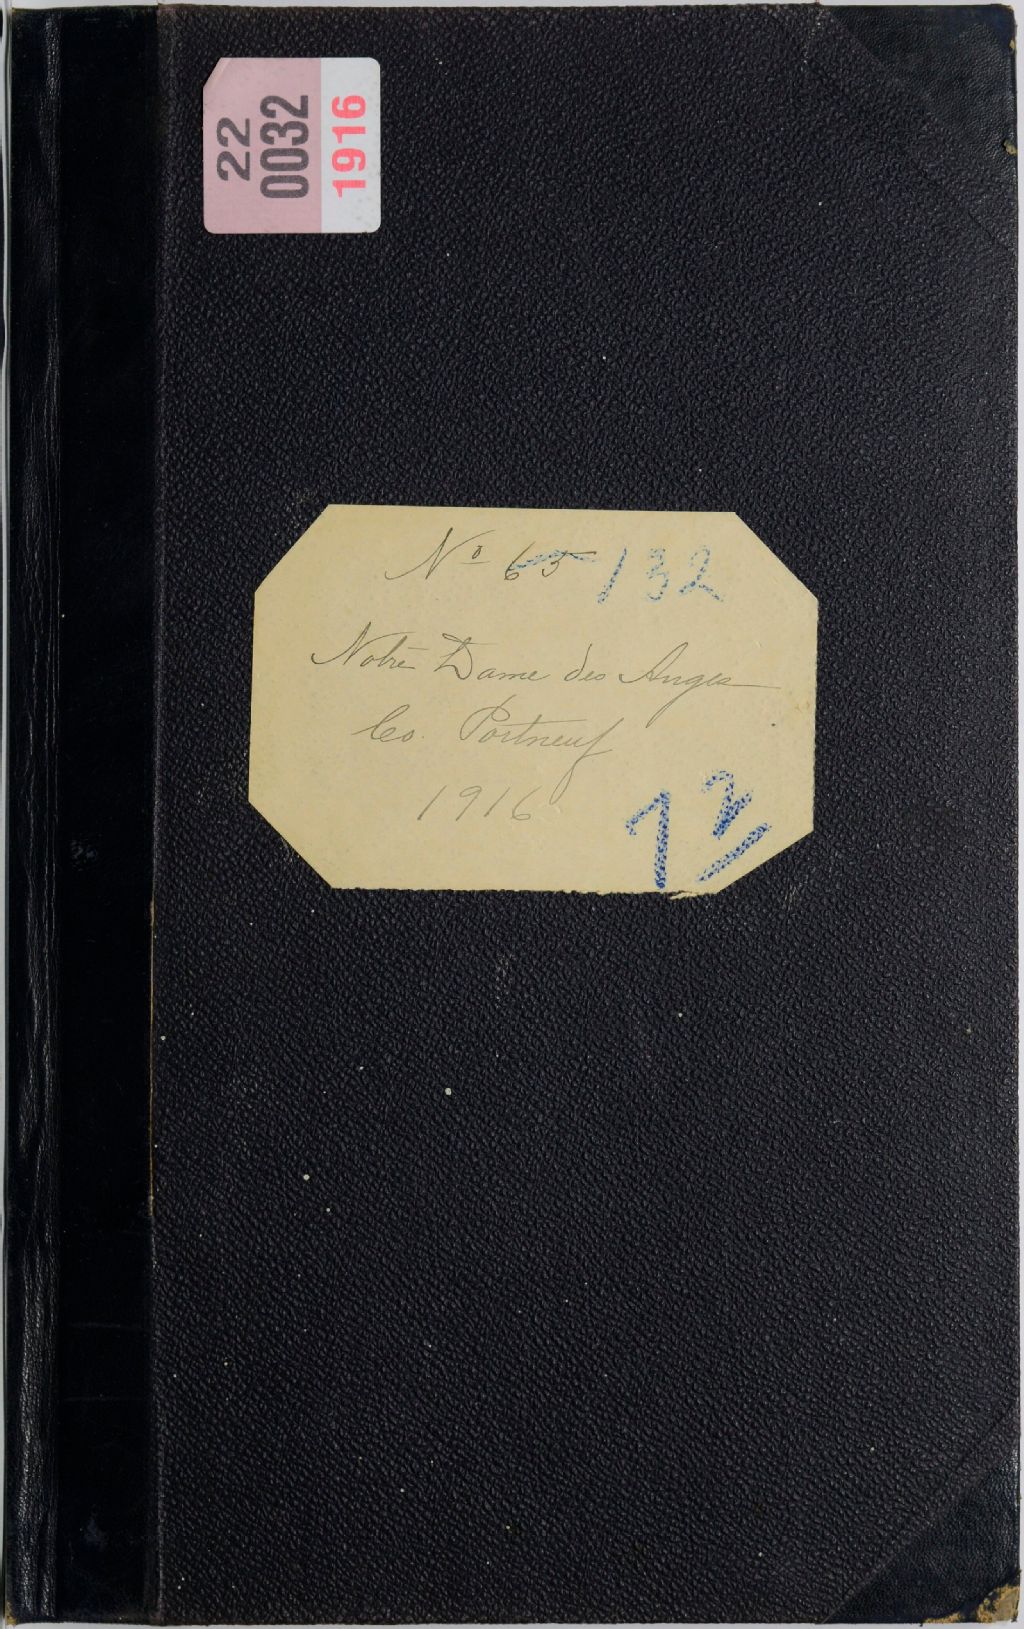 22
0032
1916
Nº 65 132
Notre Dame des Anges
Co. Portneuf
1916
72